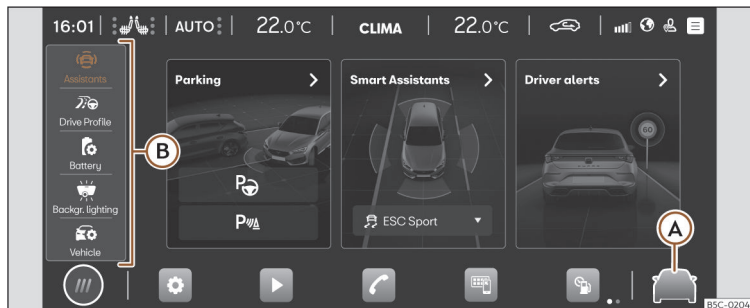 16:01 AUTO 22.0°C CLIMA 22.0°C
Assistants
Drive Profile
Battery
Backgr. lighting
Vehicle
B
Parking
P
P
Smart Assistants
ESC Sport
Driver alerts
60
A
B5C-0204